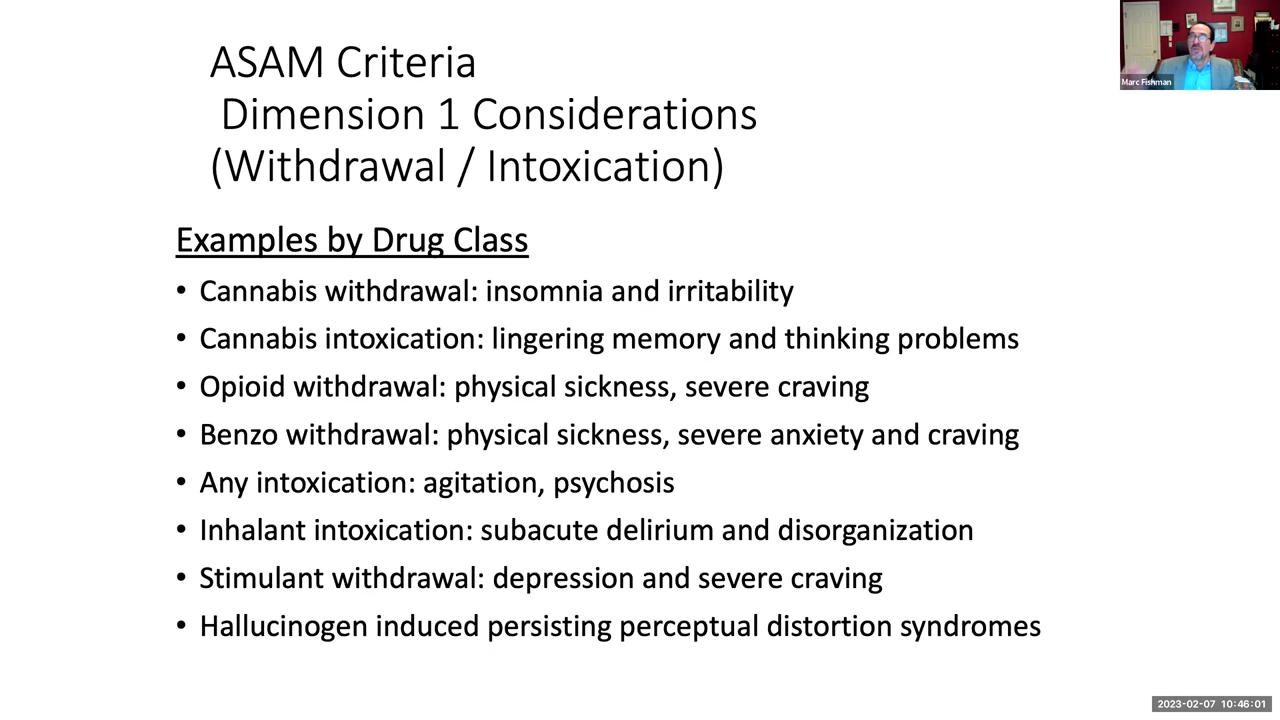 ASAM Criteria
Dimension 1 Considerations
(Withdrawal / Intoxication)
Marc Fishman
Examples by Drug Class
• Cannabis withdrawal: insomnia and irritability
• Cannabis intoxication: lingering memory and thinking problems
• Opioid withdrawal: physical sickness, severe craving
• Benzo withdrawal: physical sickness, severe anxiety and craving
• Any intoxication: agitation, psychosis
• Inhalant intoxication: subacute delirium and disorganization
• Stimulant withdrawal: depression and severe craving
• Hallucinogen induced persisting perceptual distortion syndromes
2023-02-07 10:46:01